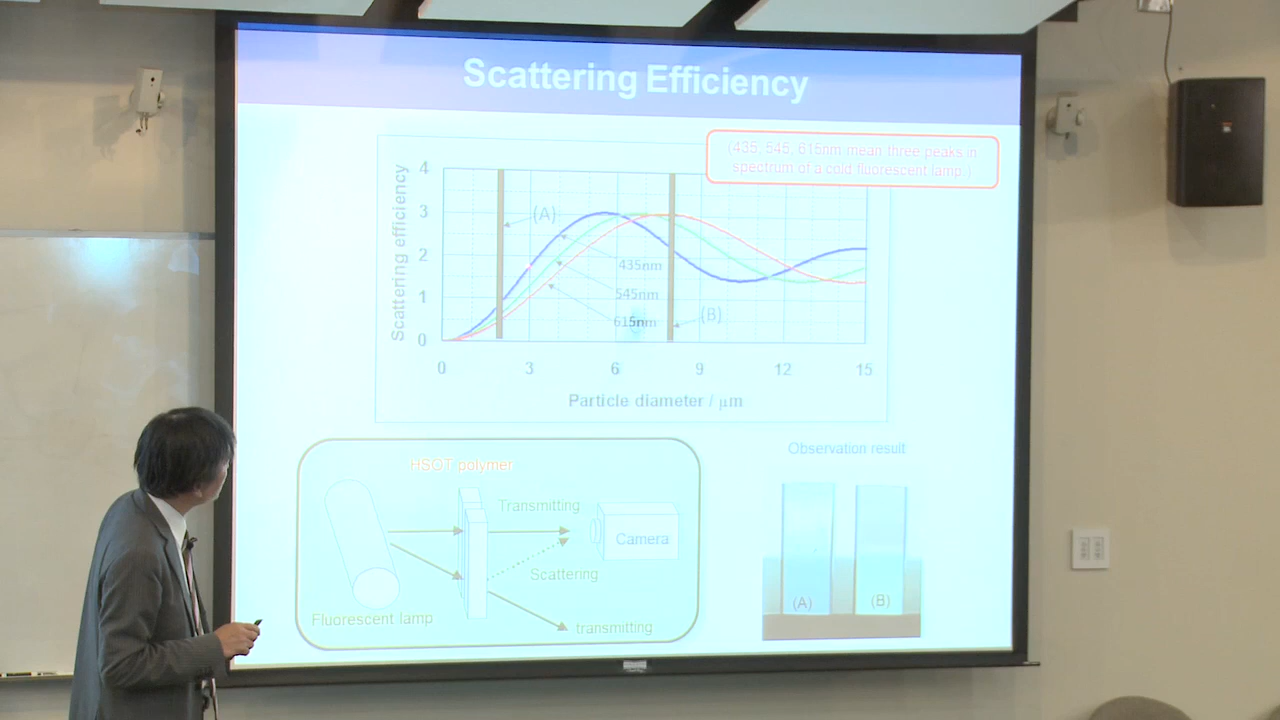 Scattering Efficiency
(435, 545, 615nm mean three peaks in
spectrum of a cold fluorescent lamp.)
Scattering efficiency
4
3
2
1
0
(A)
435nm
545nm
615nm
(B)
0 3 6 9 12 15
Particle diameter / μm
HSOT polymer
Transmitting
Camera
Scattering
Fluorescent lamp
transmitting
Observation result
(A) (B)